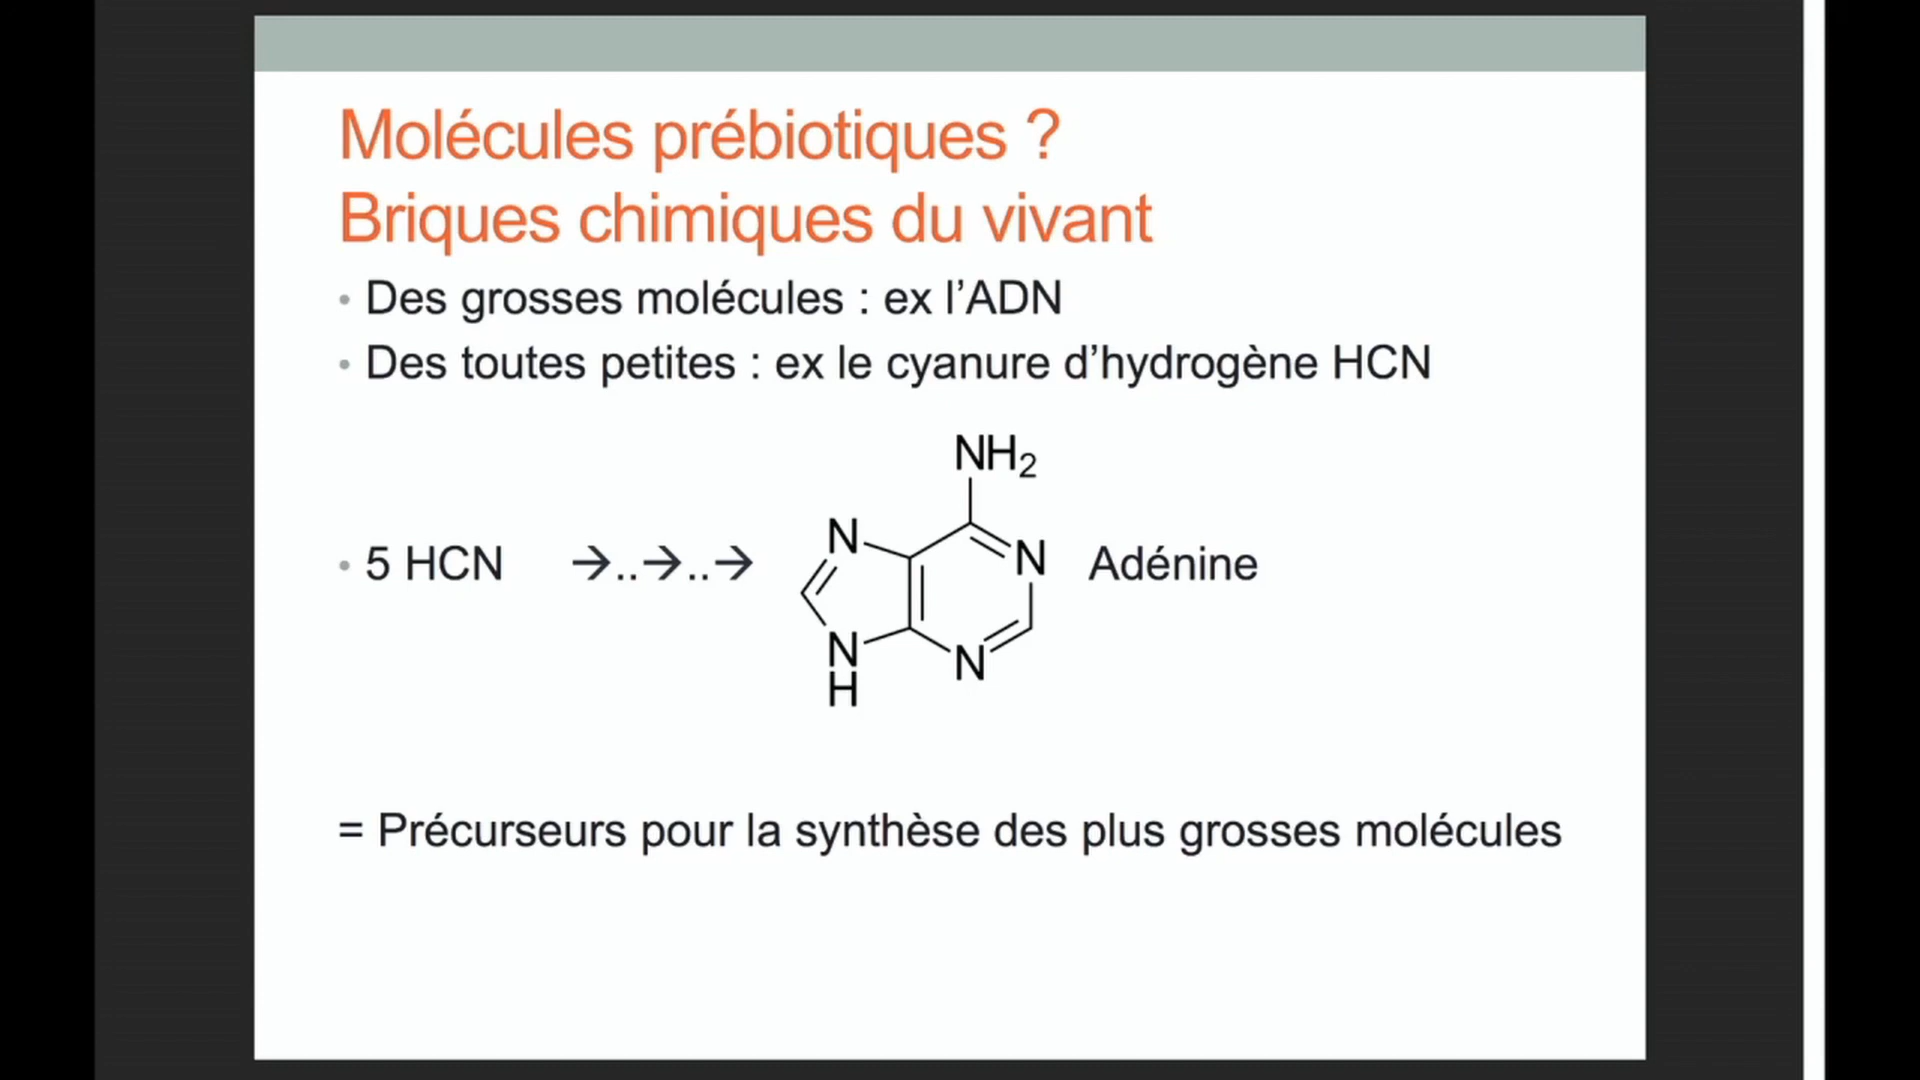 Molécules prébiotiques ?
Briques chimiques du vivant
• Des grosses molécules : ex l’ADN
• Des toutes petites : ex le cyanure d’hydrogène HCN
NH₂
N
N
• 5 HCN →..→..→ Adénine
N
H
N
= Précurseurs pour la synthèse des plus grosses molécules